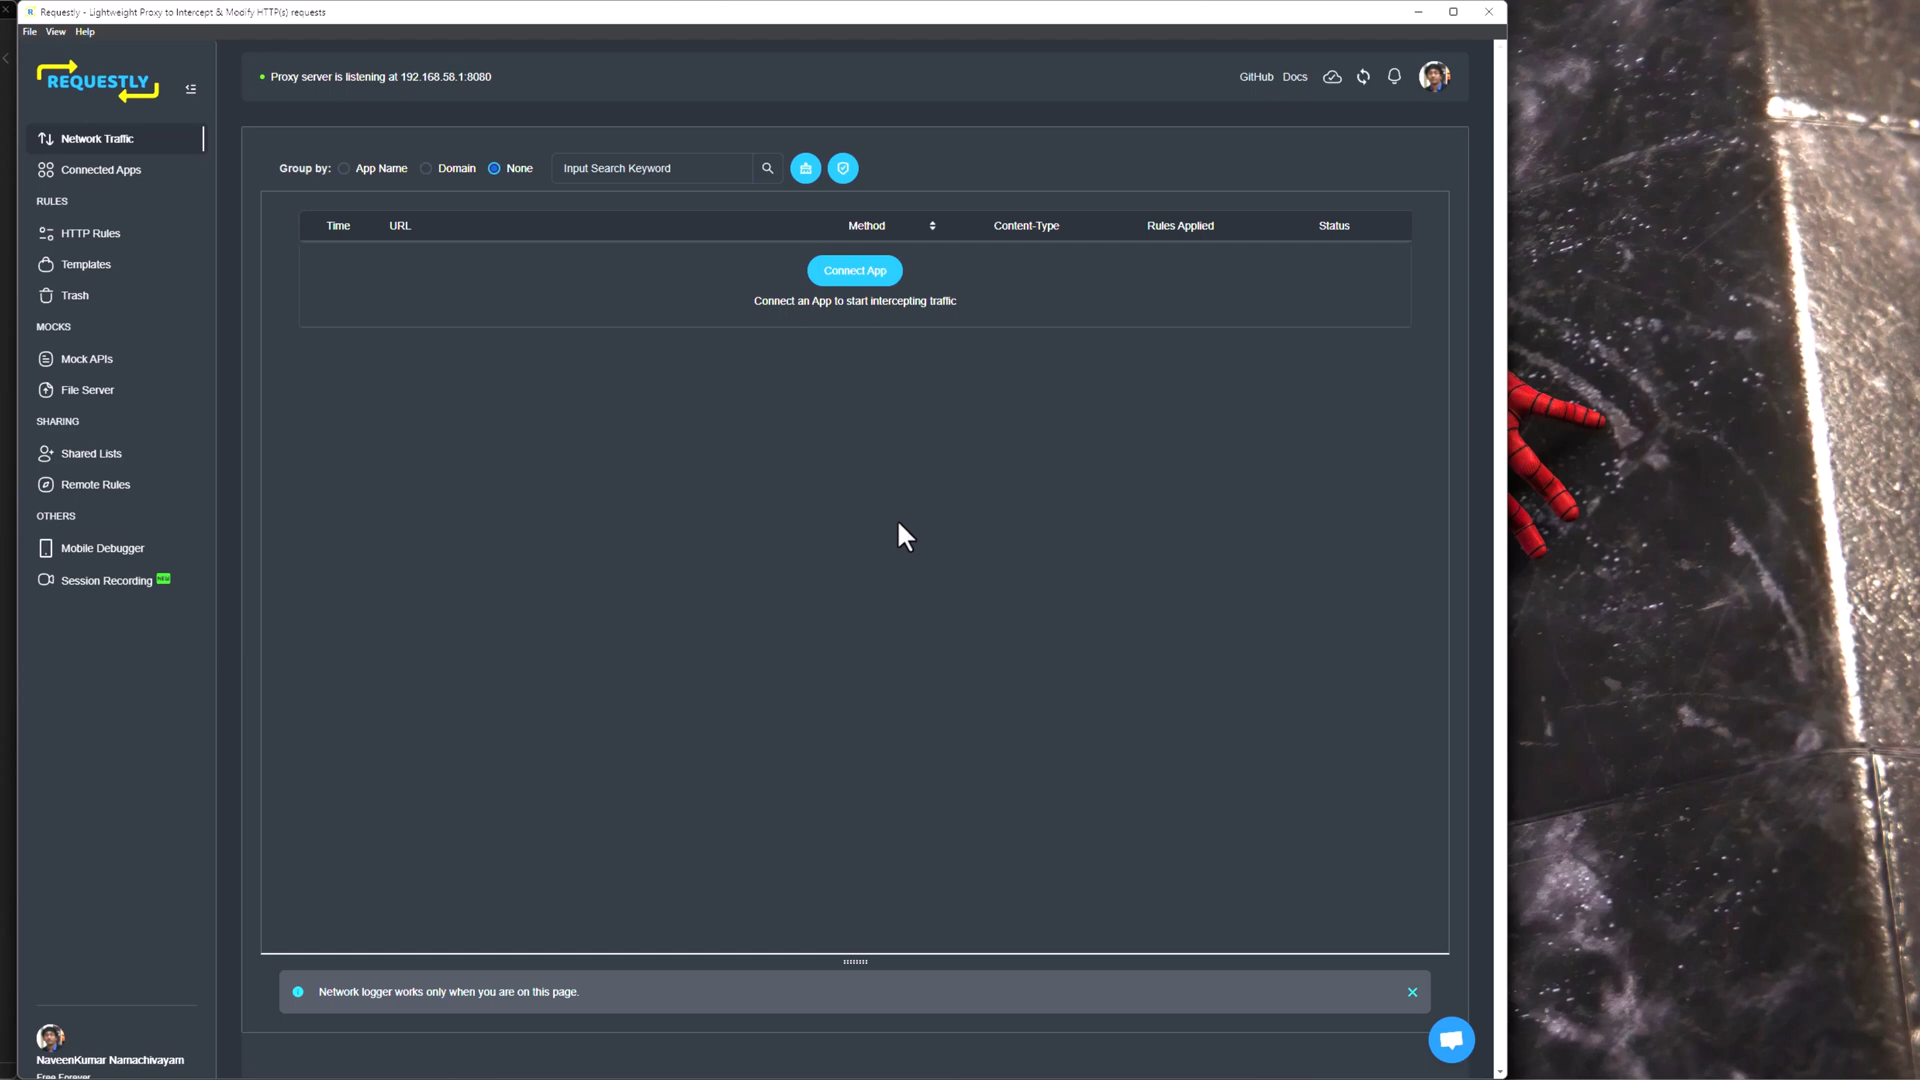 Requestly - Lightweight Proxy to Intercept & Modify HTTP(s) requests
File View Help
REQUESTLY
Proxy server is listening at 192.168.58.1:8080
GitHub Docs
Network Traffic
Connected Apps
RULES
HTTP Rules
Templates
Trash
MOCKS
Mock APIs
File Server
SHARING
Shared Lists
Remote Rules
OTHERS
Mobile Debugger
Session Recording NEW
Group by: App Name Domain None Input Search Keyword
Time URL Method Content-Type Rules Applied Status
Connect App
Connect an App to start intercepting traffic
Network logger works only when you are on this page.
NaveenKumar Namachivayam
Free Forever